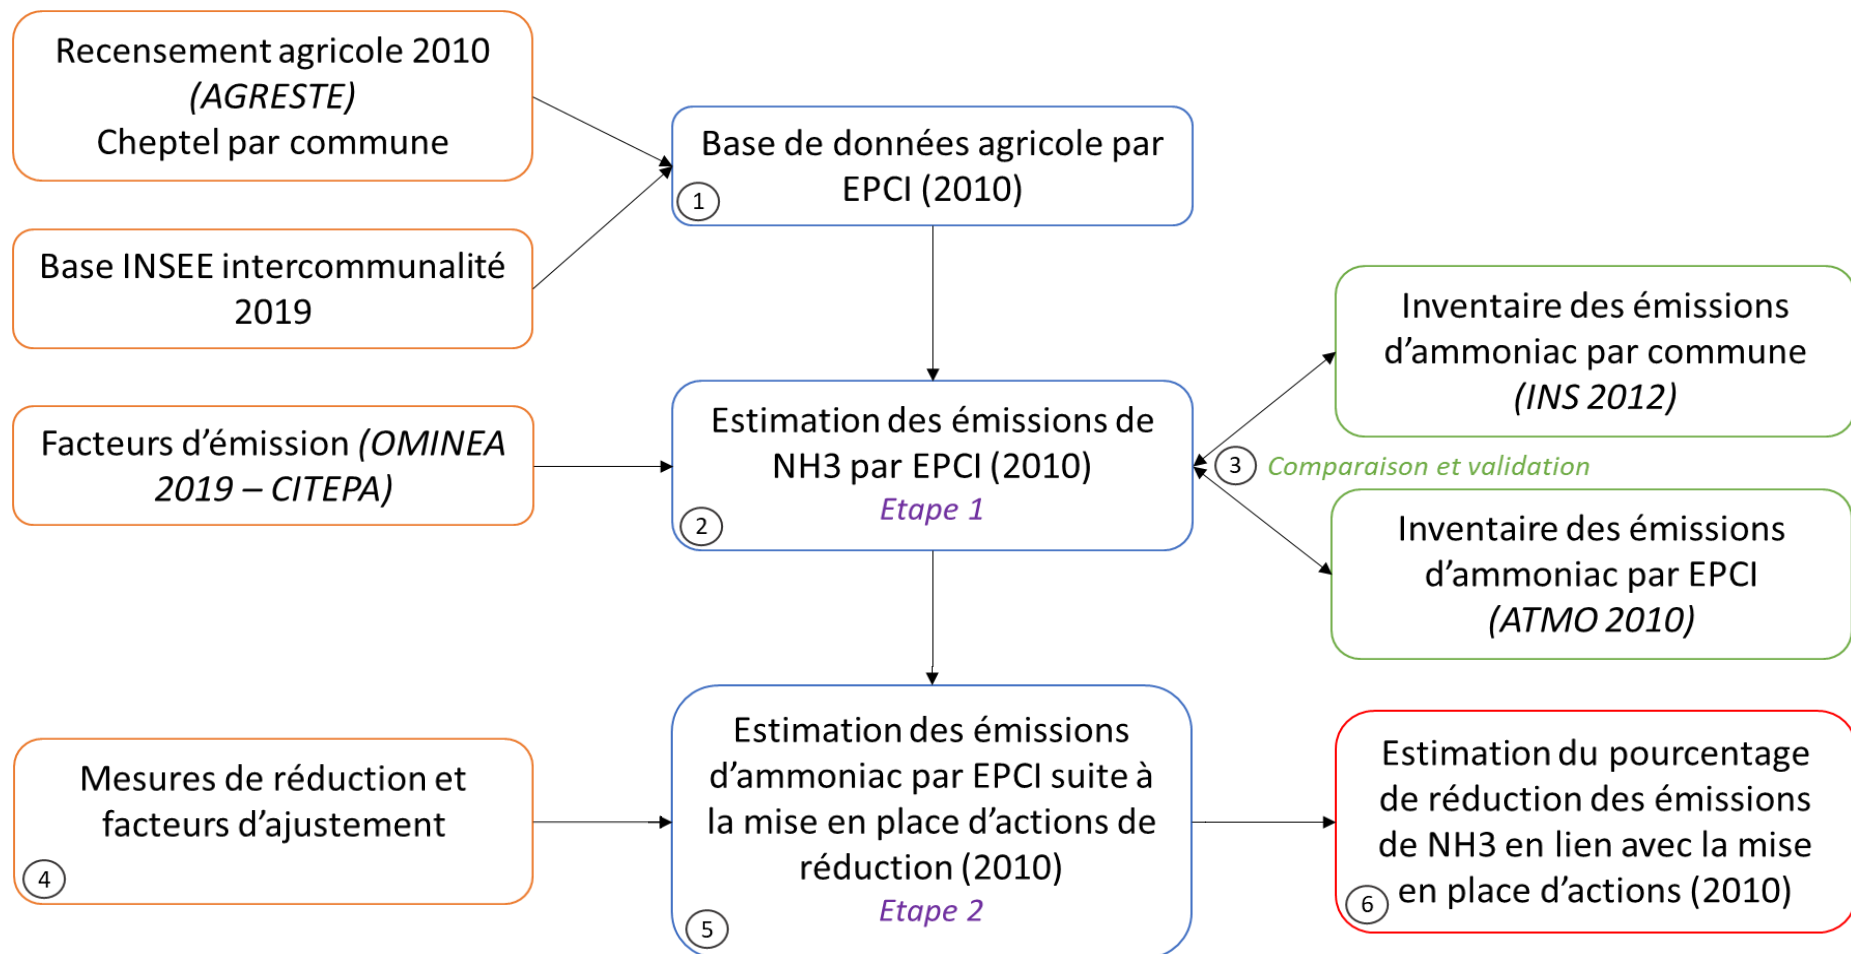 Recensement agricole 2010
(AGRESTE)
Cheptel par commune
Base de données agricole par
EPCI (2010)
1
Base INSEE intercommunalité
2019
Inventaire des émissions
d’ammoniac par commune
(INS 2012)
Facteurs d’émission (OMINEA
2019 – CITEPA)
Estimation des émissions de
NH3 par EPCI (2010)
Etape 1
2
3 Comparaison et validation
Inventaire des émissions
d’ammoniac par EPCI
(ATMO 2010)
Mesures de réduction et
facteurs d’ajustement
4
Estimation des émissions
d’ammoniac par EPCI suite à
la mise en place d’actions de
réduction (2010)
Etape 2
5
Estimation du pourcentage
de réduction des émissions
de NH3 en lien avec la mise
en place d’actions (2010)
6